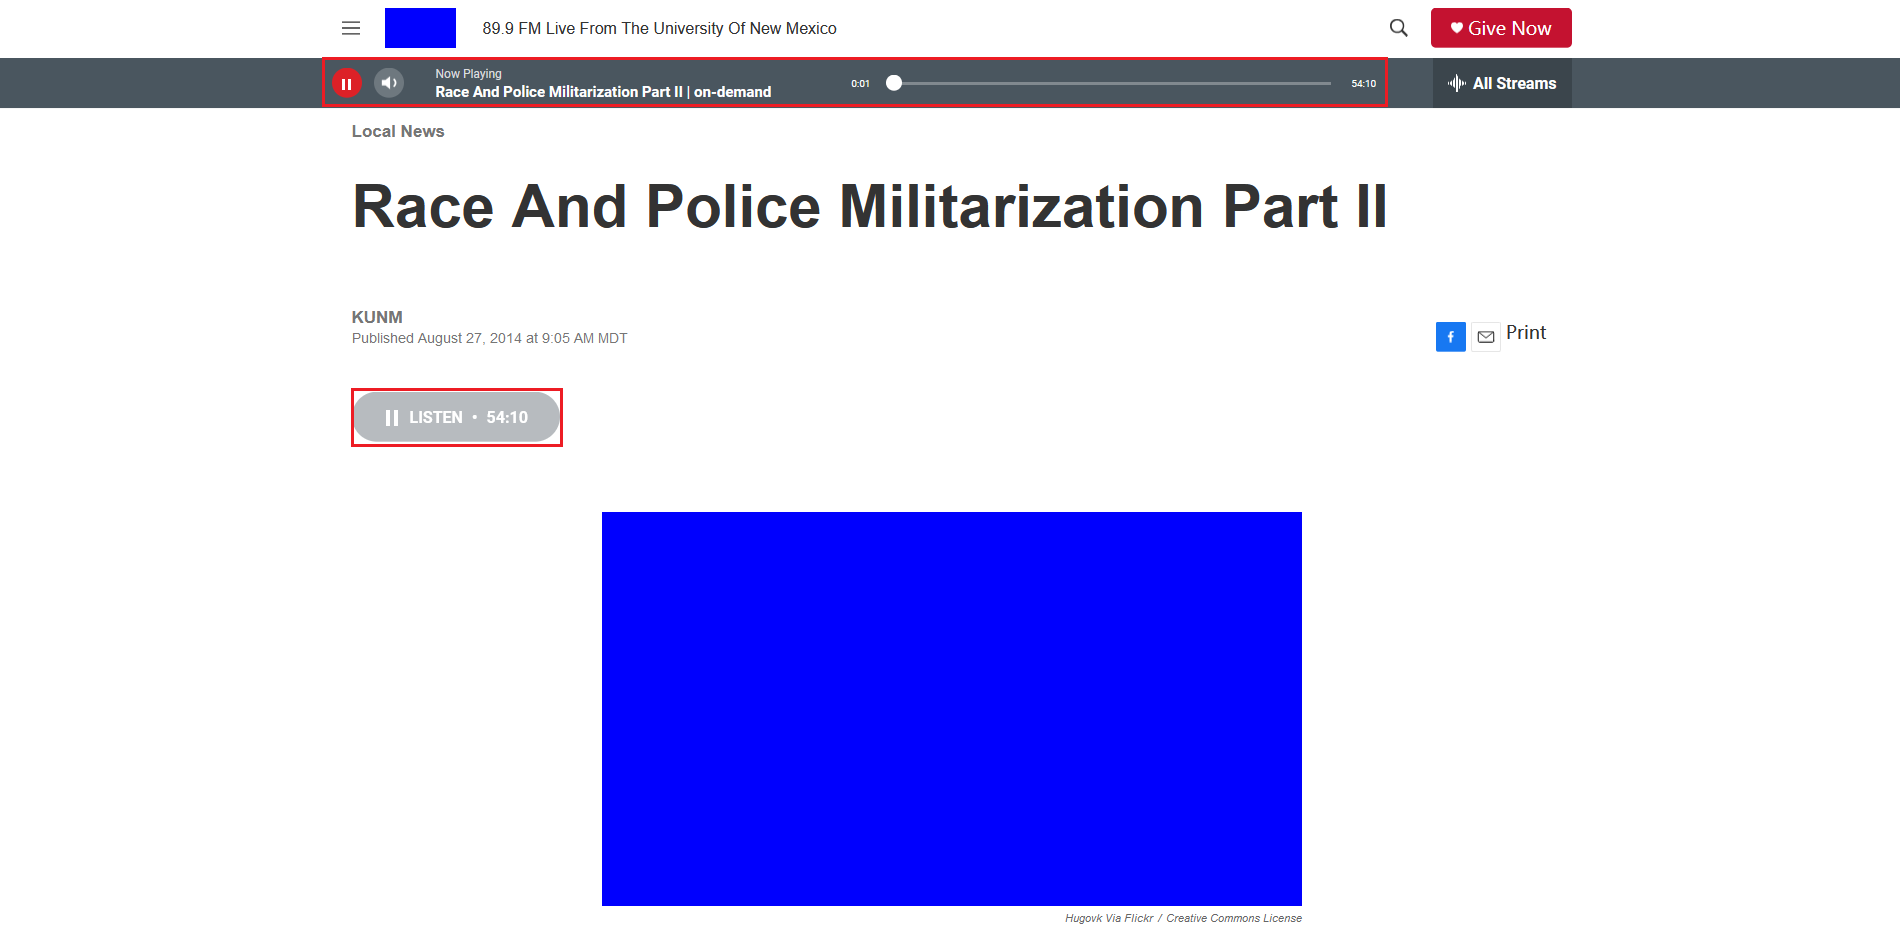 89.9 FM Live From The University Of New Mexico
Give Now
Now Playing
Race And Police Militarization Part II | on-demand
0:01
54:10
All Streams
Local News
Race And Police Militarization Part II
KUNM
Published August 27, 2014 at 9:05 AM MDT
Print
LISTEN • 54:10
Hugovk Via Flickr / Creative Commons License